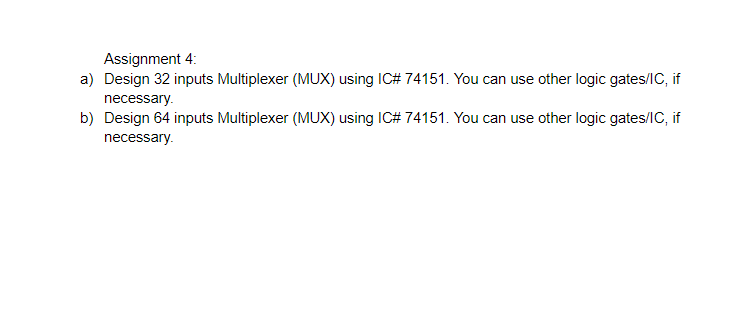 Assignment 4:
a) Design 32 inputs Multiplexer (MUX) using IC# 74151. You can use other logic gates/IC, if
necessary.
b) Design 64 inputs Multiplexer (MUX) using IC# 74151. You can use other logic gates/IC, if
necessary.